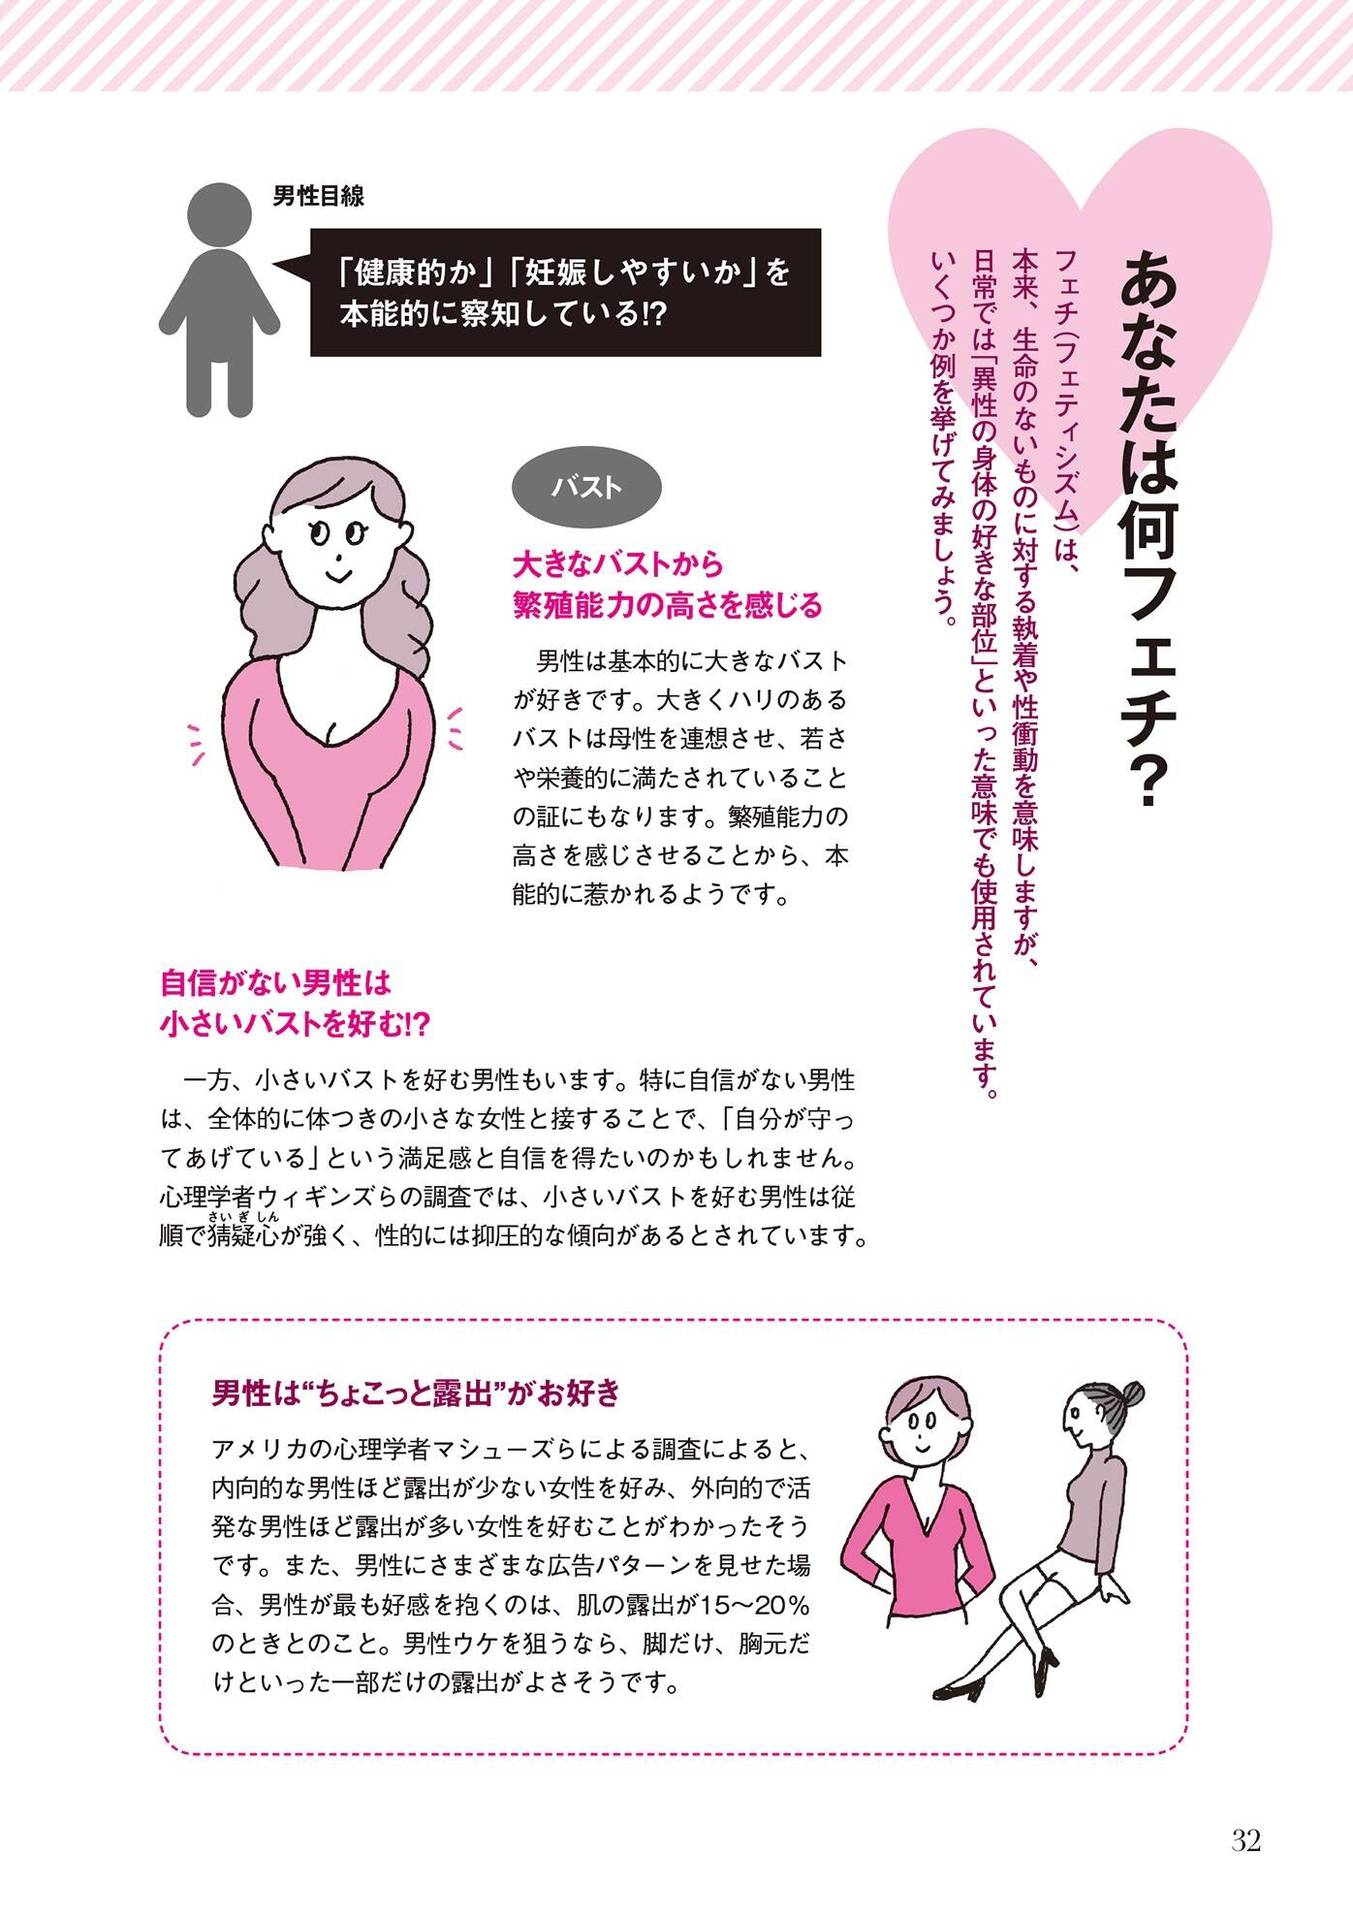 あなたは何フェチ？
フェチ（フェティシズム）は、
本来、生命のないものに対する執着や性衝動を意味しますが、
日常では「異性の身体の好きな部位」といった意味でも使用されています。
いくつか例を挙げてみましょう。
男性目線
「健康的か」「妊娠しやすいか」を
本能的に察知している!?
バスト
大きなバストから
繁殖能力の高さを感じる
男性は基本的に大きなバスト
が好きです。大きくハリのある
バストは母性を連想させ、若さ
や栄養的に満たされていること
の証にもなります。繁殖能力の
高さを感じさせることから、本
能的に惹かれるようです。
自信がない男性は
小さいバストを好む!?
一方、小さいバストを好む男性もいます。特に自信がない男性
は、全体的に体つきの小さな女性と接することで、「自分が守っ
てあげている」という満足感と自信を得たいのかもしれません。
心理学者ウィギンズらの調査では、小さいバストを好む男性は従
さいぎしん
順で猜疑心が強く、性的には抑圧的な傾向があるとされています。
男性は“ちょこっと露出”がお好き
アメリカの心理学者マシューズらによる調査によると、
内向的な男性ほど露出が少ない女性を好み、外向的で活
発な男性ほど露出が多い女性を好むことがわかったそう
です。また、男性にさまざまな広告パターンを見せた場
合、男性が最も好感を抱くのは、肌の露出が15〜20％
のときとのこと。男性ウケを狙うなら、脚だけ、胸元だ
けといった一部だけの露出がよさそうです。
32